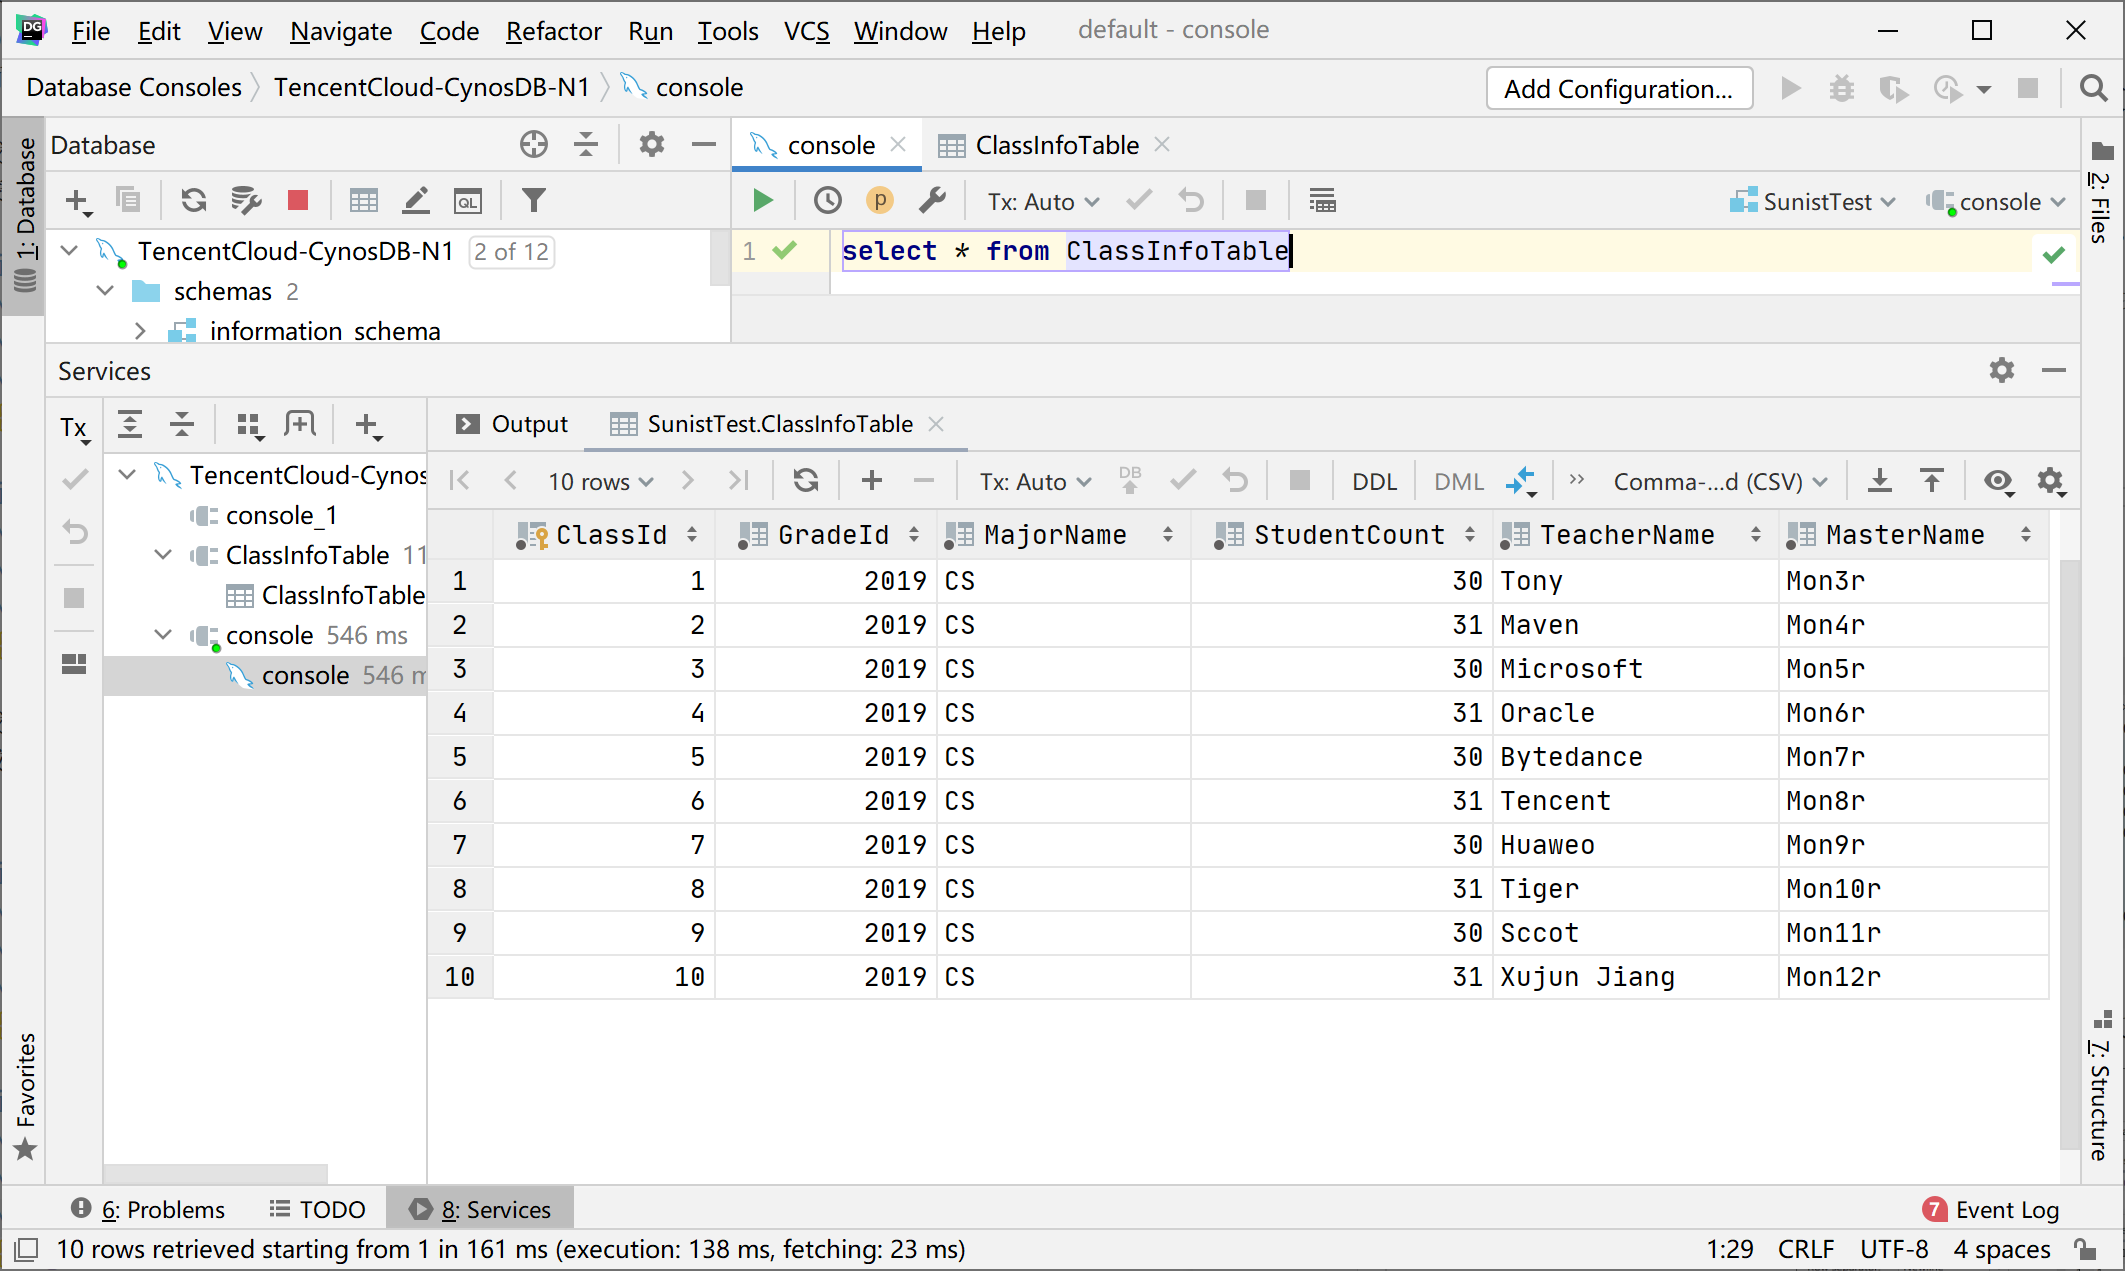 DG File Edit View Navigate Code Refactor Run Tools VCS Window Help default - console
Database Consoles TencentCloud-CynosDB-N1 console Add Configuration...
1: Database
Database
console ClassInfoTable
2: Files
QL
p Tx: Auto SunistTest console
TencentCloud-CynosDB-N1 2 of 12
schemas 2
information_schema
1 select * from ClassInfoTable
Services
Tx
TencentCloud-Cynos
console_1
ClassInfoTable 11
ClassInfoTable
console 546 ms
console 546 m
Output SunistTest.ClassInfoTable
10 rows Tx: Auto DB DDL DML Comma-...d (CSV)
ClassId GradeId MajorName StudentCount TeacherName MasterName
1 1 2019 CS 30 Tony Mon3r
2 2 2019 CS 31 Maven Mon4r
3 3 2019 CS 30 Microsoft Mon5r
4 4 2019 CS 31 Oracle Mon6r
5 5 2019 CS 30 Bytedance Mon7r
6 6 2019 CS 31 Tencent Mon8r
7 7 2019 CS 30 Huaweo Mon9r
8 8 2019 CS 31 Tiger Mon10r
9 9 2019 CS 30 Sccot Mon11r
10 10 2019 CS 31 Xujun Jiang Mon12r
Favorites
7: Structure
6: Problems TODO 8: Services 7 Event Log
10 rows retrieved starting from 1 in 161 ms (execution: 138 ms, fetching: 23 ms) 1:29 CRLF UTF-8 4 spaces